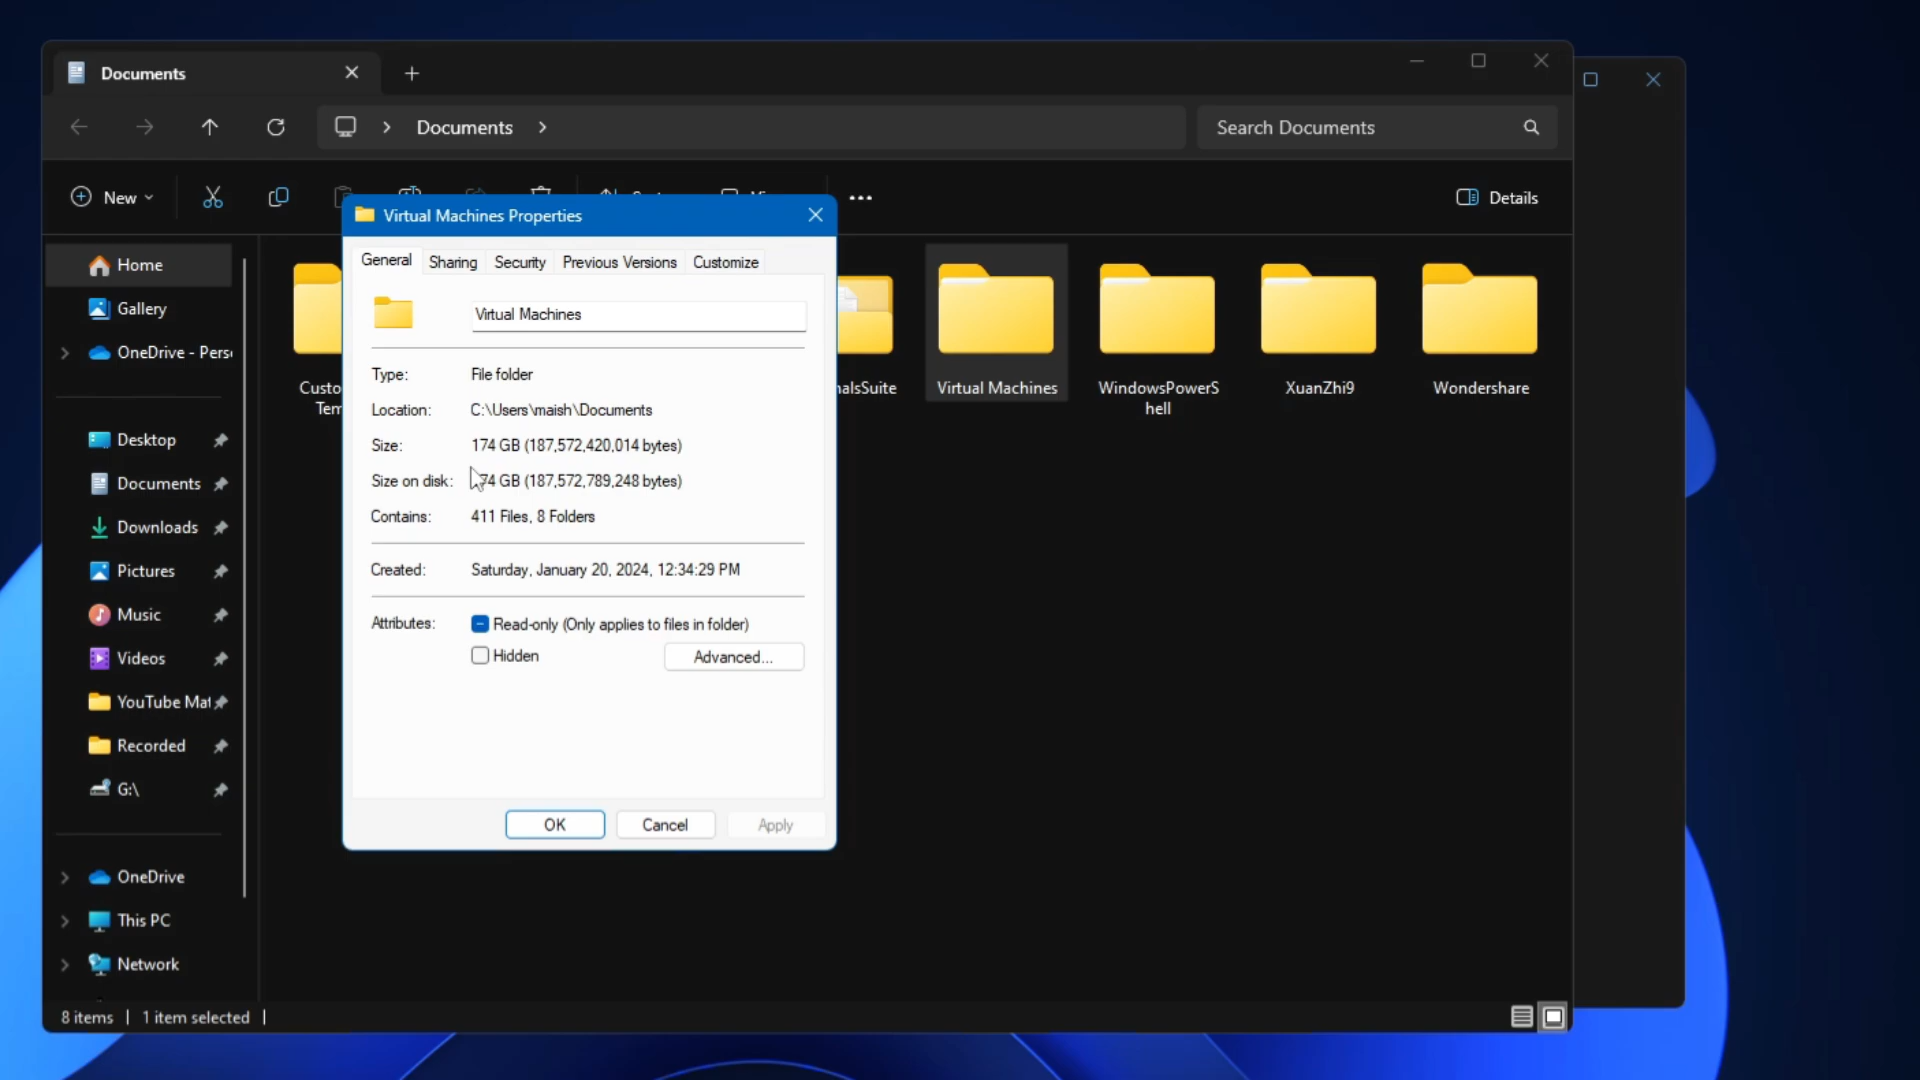 Documents
Documents
Search Documents
New
Details
Virtual Machines Properties
General
Sharing
Security
Previous Versions
Customize
Virtual Machines
Type: File folder
Location: C:\Users\maish\Documents
Size: 174 GB (187,572,420,014 bytes)
Size on disk: 74 GB (187,572,789,248 bytes)
Contains: 411 Files, 8 Folders
Created: Saturday, January 20, 2024, 12:34:29 PM
Attributes: Read-only (Only applies to files in folder)
Hidden
Advanced...
OK
Cancel
Apply
Home
Gallery
OneDrive - Pers
Desktop
Documents
Downloads
Pictures
Music
Videos
YouTube Mat
Recorded
G:\
OneDrive
This PC
Network
Custo
Tem
nalsSuite
Virtual Machines
WindowsPowerS
hell
XuanZhi9
Wondershare
8 items
1 item selected